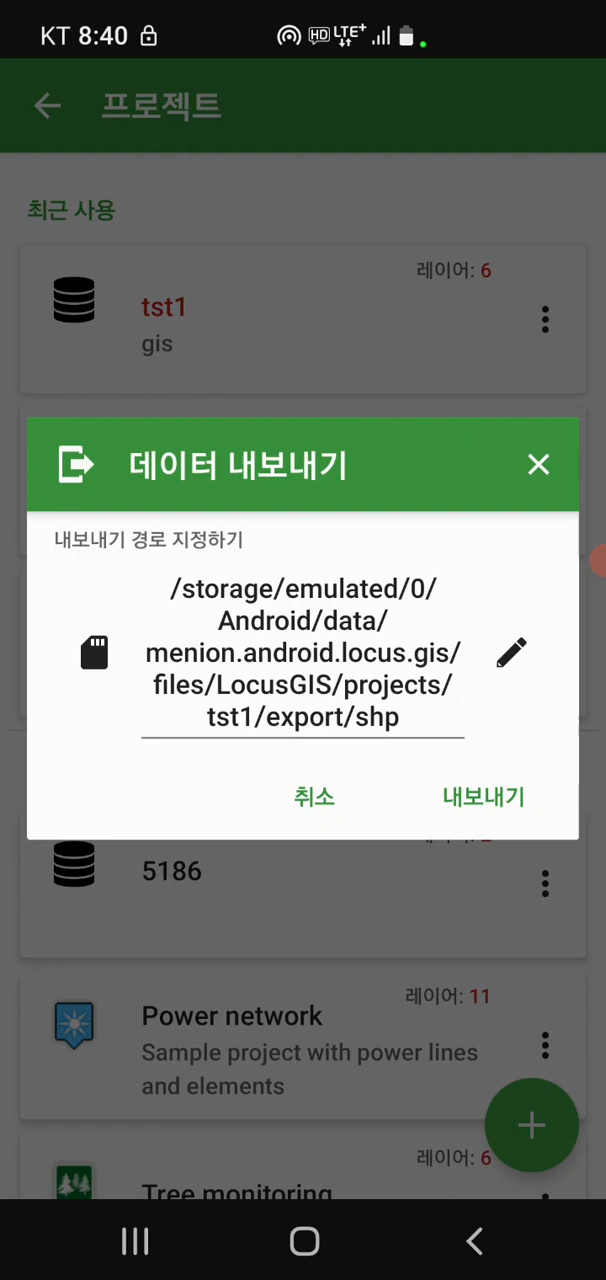 KT 8:40 HD LTE+
프로젝트
최근 사용
레이어: 6
tst1
gis
데이터 내보내기
내보내기 경로 지정하기
/storage/emulated/0/
Android/data/
menion.android.locus.gis/
files/LocusGIS/projects/
tst1/export/shp
취소 내보내기
5186
레이어: 11
Power network
Sample project with power lines
and elements
레이어: 6
Tree monitoring